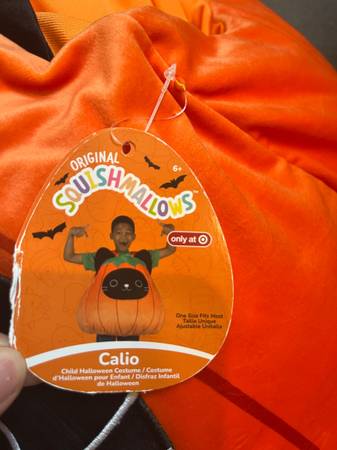 ORIGINAL
SQUISHMALLOWS™
6+
only at
One Size Fits Most
Taille Unique
Ajustable Unitalla
Calio
Child Halloween Costume / Costume
d'Halloween pour Enfant / Disfraz Infantil
de Halloween